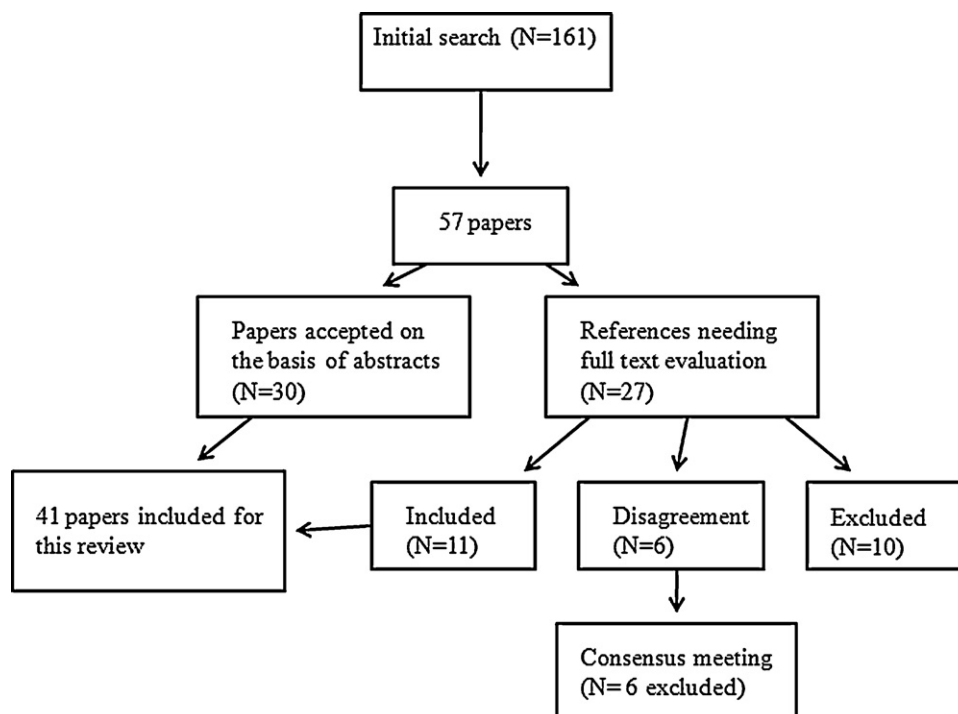 Initial search (N=161)
57 papers
Papers accepted on
the basis of abstracts
(N=30)
References needing
full text evaluation
(N=27)
41 papers included for
this review
Included
(N=11)
Disagreement
(N=6)
Excluded
(N=10)
Consensus meeting
(N= 6 excluded)